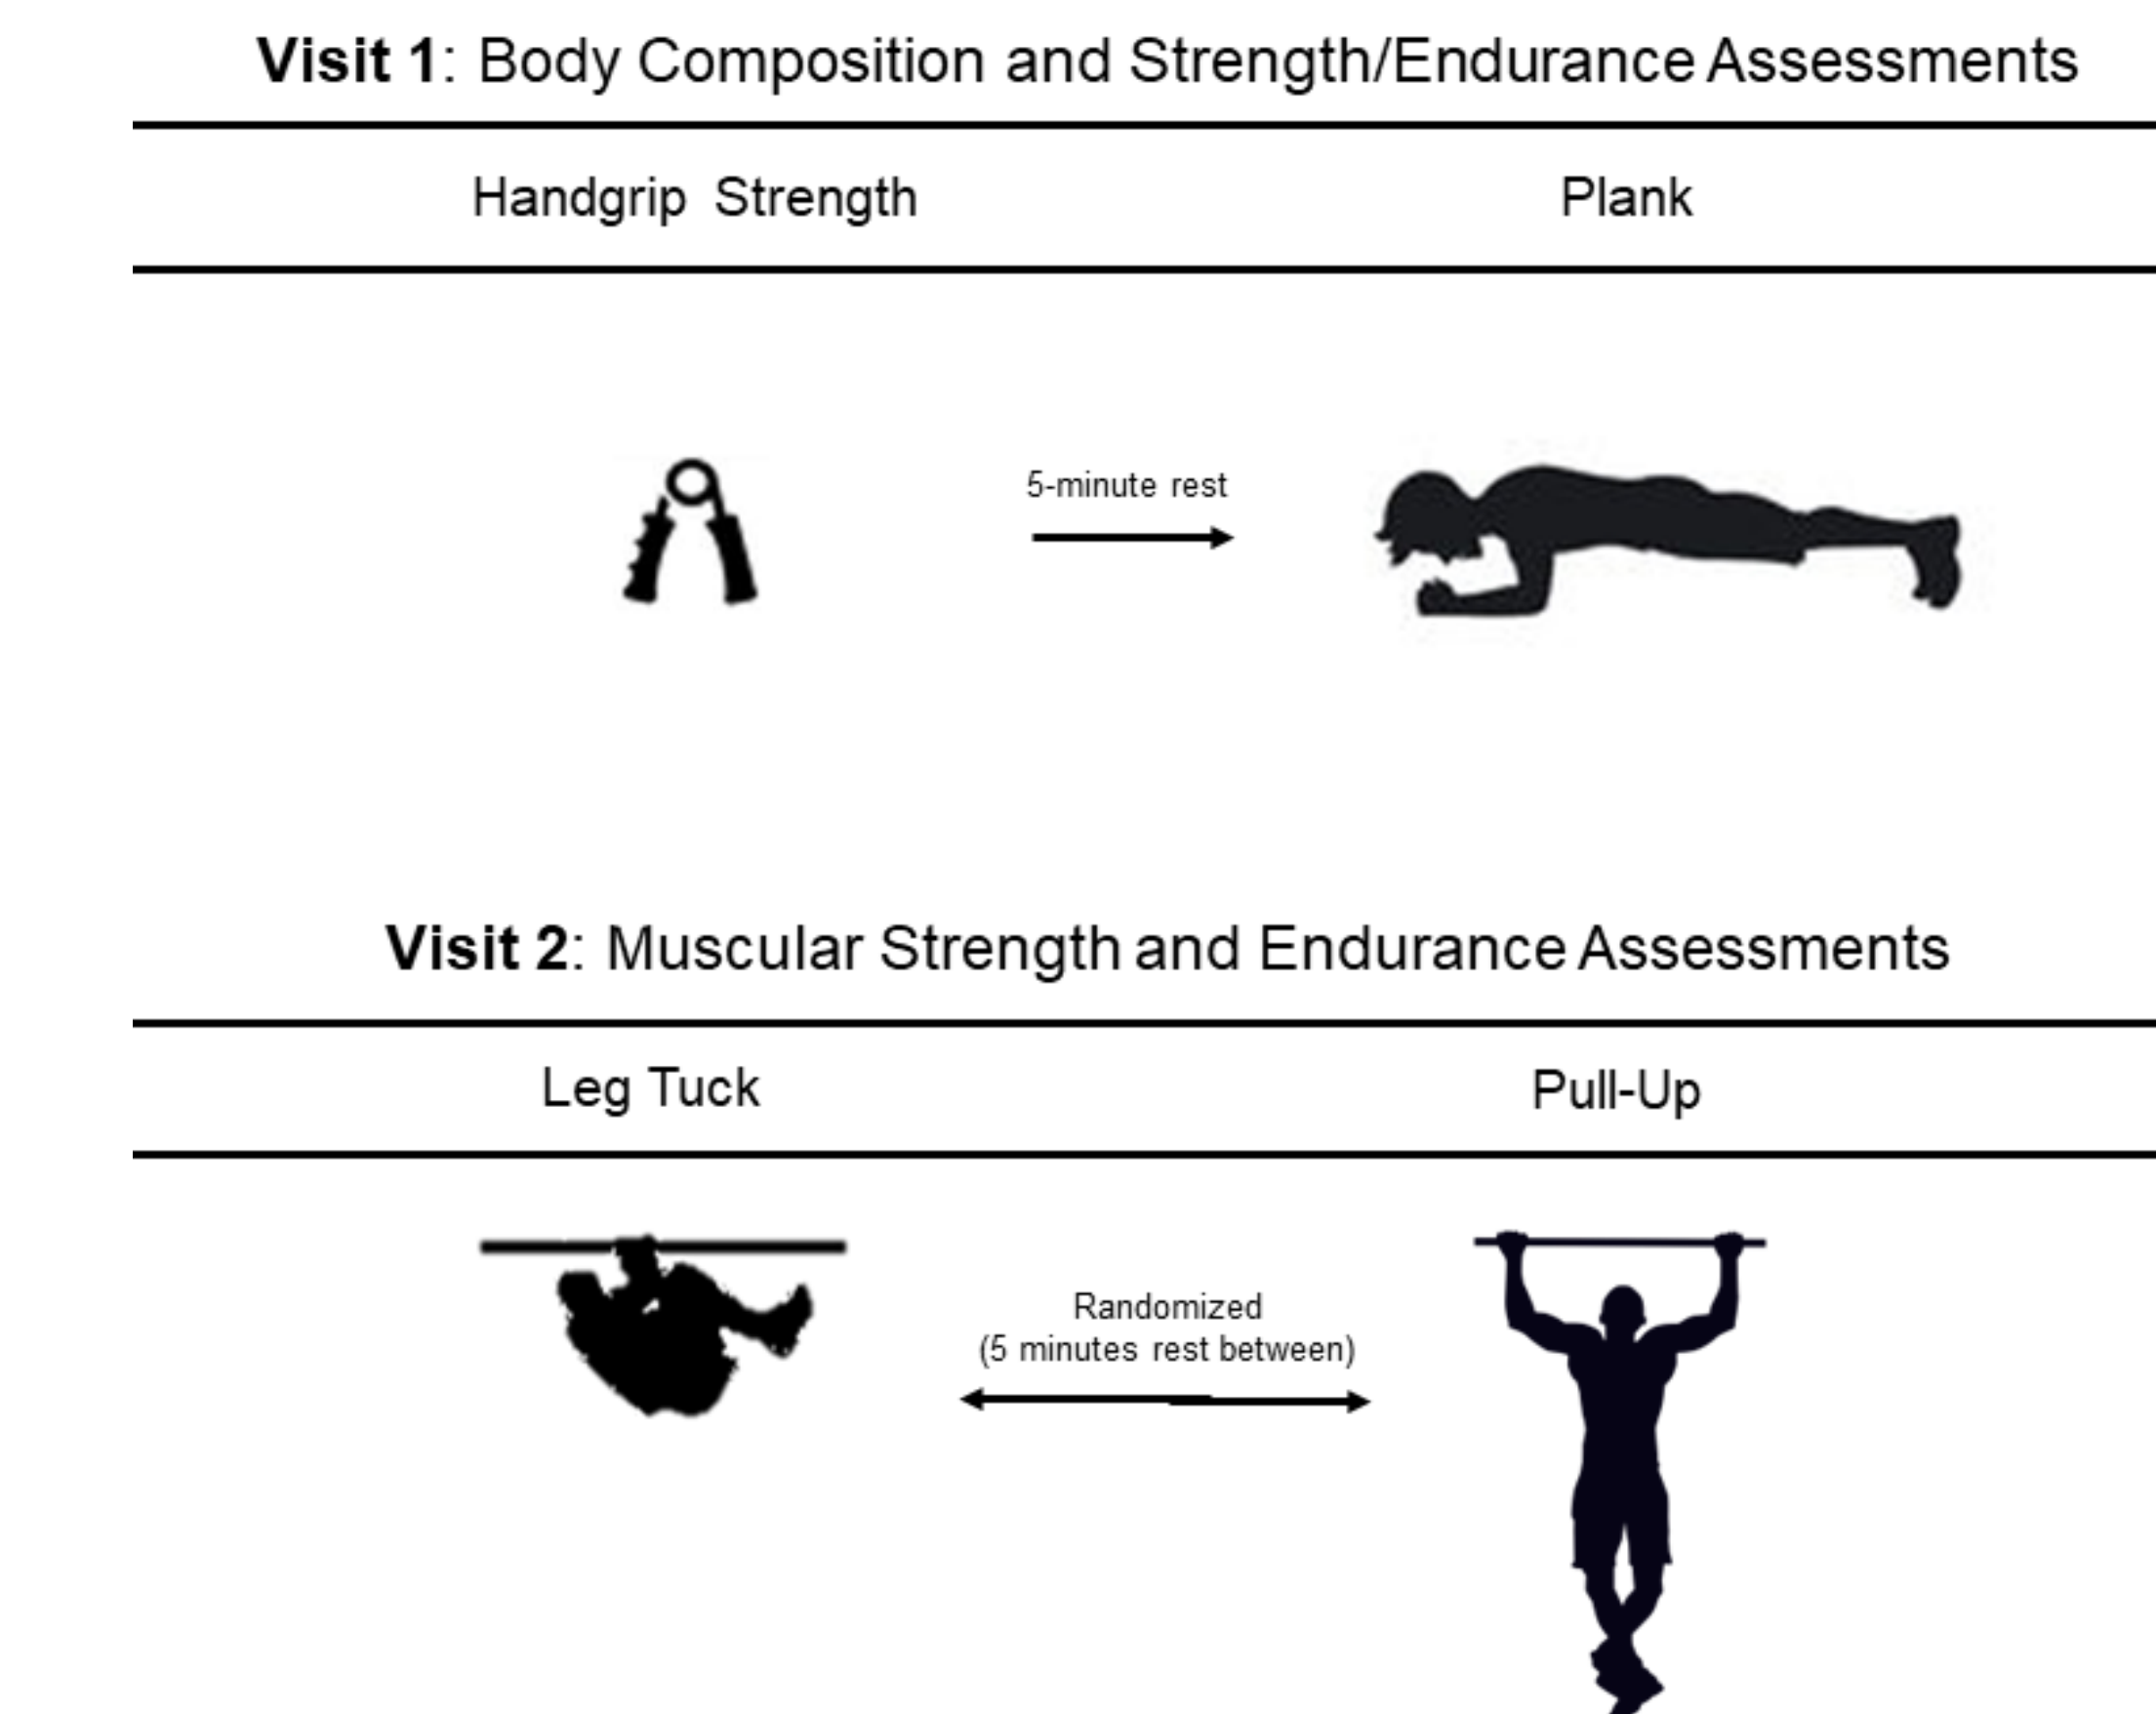 Visit 1: Body Composition and Strength/Endurance Assessments
Handgrip Strength
Plank
5-minute rest
Visit 2: Muscular Strength and Endurance Assessments
Leg Tuck
Pull-Up
Randomized
(5 minutes rest between)